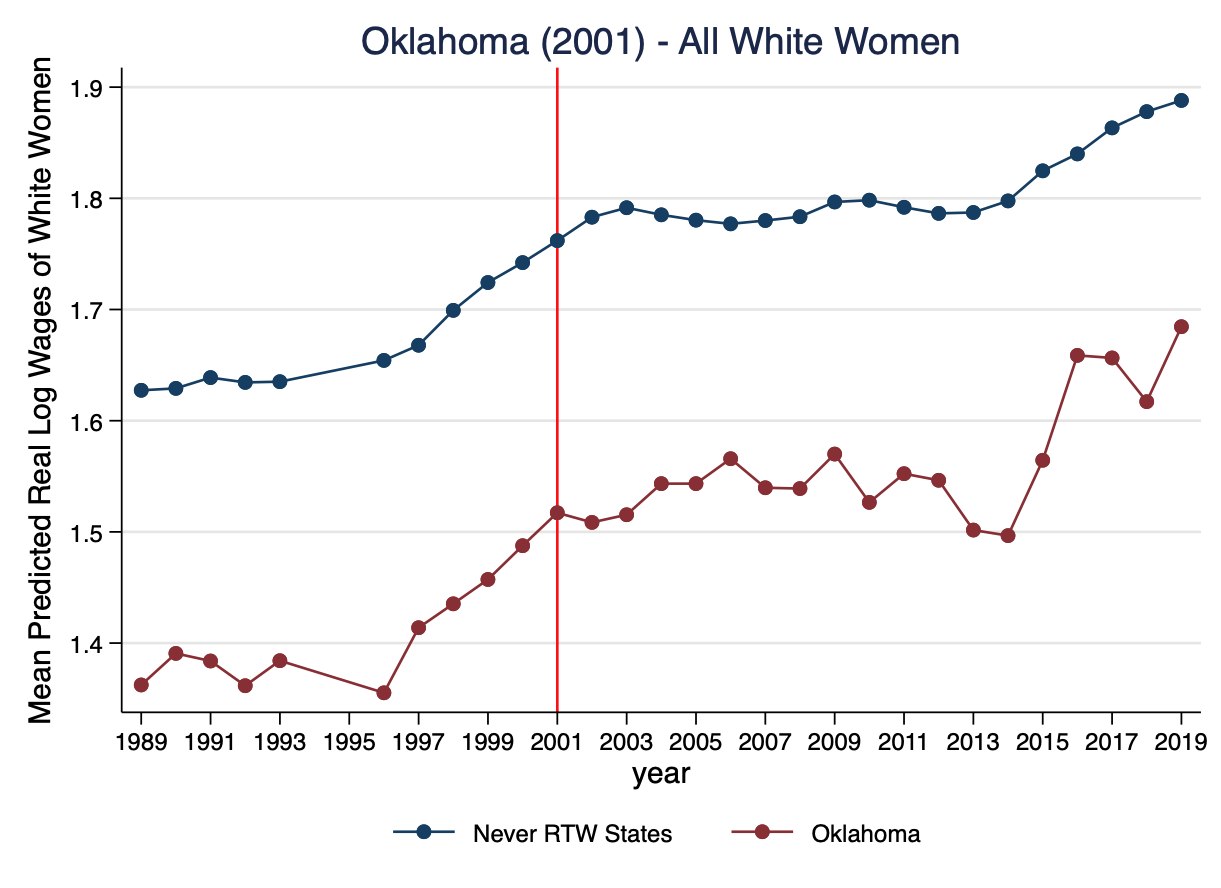 Oklahoma (2001) - All White Women
Mean Predicted Real Log Wages of White Women
1.9
1.8
1.7
1.6
1.5
1.4
1989 1991 1993 1995 1997 1999 2001 2003 2005 2007 2009 2011 2013 2015 2017 2019
year
Never RTW States Oklahoma